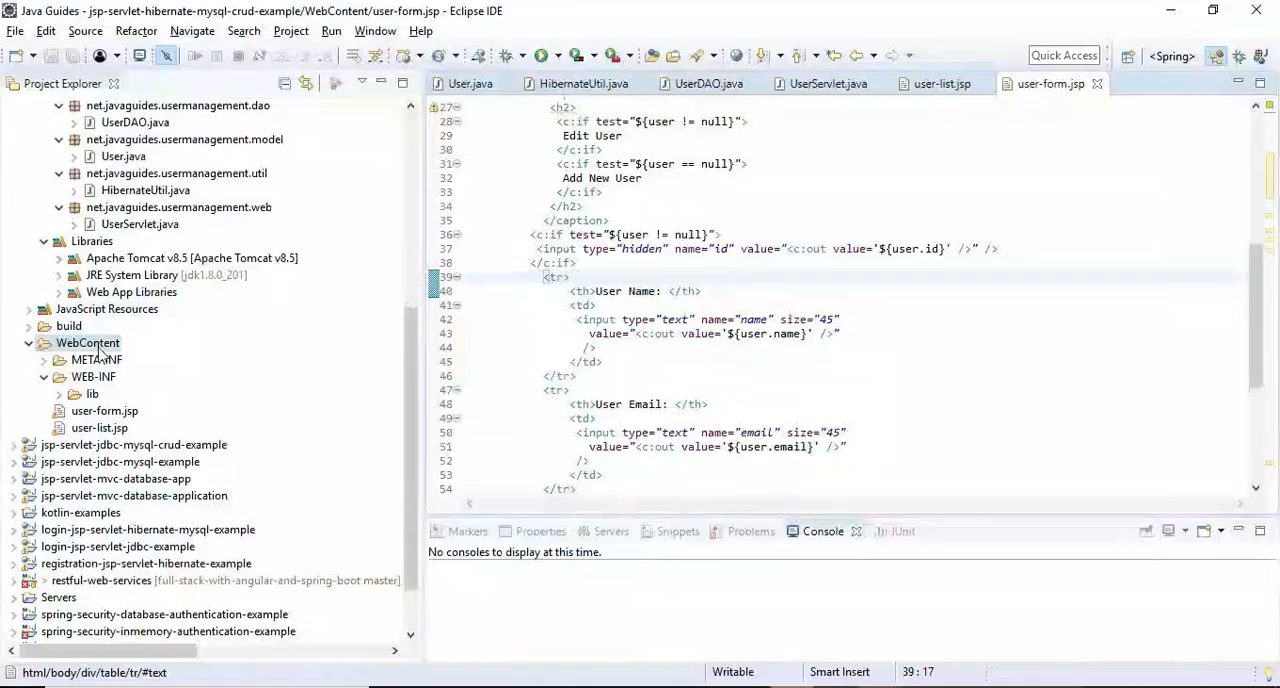 Java Guides - jsp-servlet-hibernate-mysql-crud-example/WebContent/user-form.jsp - Eclipse IDE
File Edit Source Refactor Navigate Search Project Run Window Help
Quick Access
<Spring>
Project Explorer
net.javaguides.usermanagement.dao
UserDAO.java
net.javaguides.usermanagement.model
User.java
net.javaguides.usermanagement.util
HibernateUtil.java
net.javaguides.usermanagement.web
UserServlet.java
Libraries
Apache Tomcat v8.5 [Apache Tomcat v8.5]
JRE System Library [jdk1.8.0_201]
Web App Libraries
JavaScript Resources
build
WebContent
META-INF
WEB-INF
lib
user-form.jsp
user-list.jsp
jsp-servlet-jdbc-mysql-crud-example
jsp-servlet-jdbc-mysql-example
jsp-servlet-mvc-database-app
jsp-servlet-mvc-database-application
kotlin-examples
login-jsp-servlet-hibernate-mysql-example
login-jsp-servlet-jdbc-example
registration-jsp-servlet-hibernate-example
> restful-web-services [full-stack-with-angular-and-spring-boot master]
Servers
spring-security-database-authentication-example
spring-security-inmemory-authentication-example
User.java HibernateUtil.java UserDAO.java UserServlet.java user-list.jsp user-form.jsp
27 <h2>
28 <c:if test="${user != null}">
29 Edit User
30 </c:if>
31 <c:if test="${user == null}">
32 Add New User
33 </c:if>
34 </h2>
35 </caption>
36 <c:if test="${user != null}">
37 <input type="hidden" name="id" value="<c:out value='${user.id}' />" />
38 </c:if>
39 <tr>
40 <th>User Name: </th>
41 <td>
42 <input type="text" name="name" size="45"
43 value="<c:out value='${user.name}' />"
44 />
45 </td>
46 </tr>
47 <tr>
48 <th>User Email: </th>
49 <td>
50 <input type="text" name="email" size="45"
51 value="<c:out value='${user.email}' />"
52 />
53 </td>
54 </tr>
Markers Properties Servers Snippets Problems Console JUnit
No consoles to display at this time.
html/body/div/table/tr/#text Writable Smart Insert 39 : 17